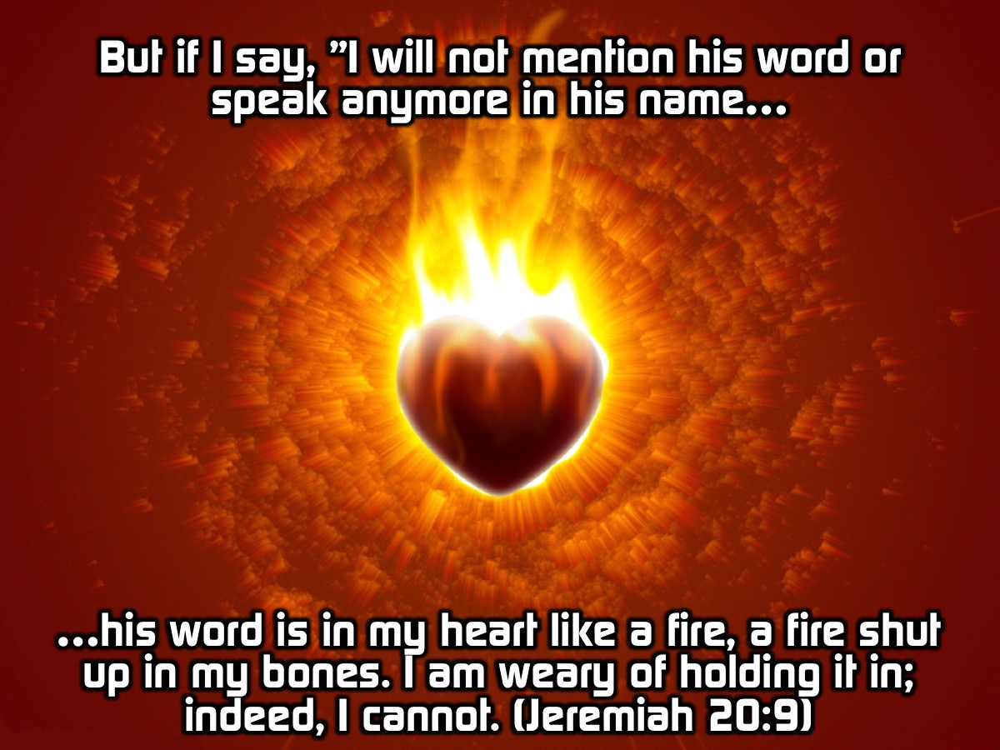 But if I say, ”I will not mention his word or
speak anymore in his name...
...his word is in my heart like a fire, a fire shut
up in my bones. I am weary of holding it in;
indeed, I cannot. (Jeremiah 20:9)